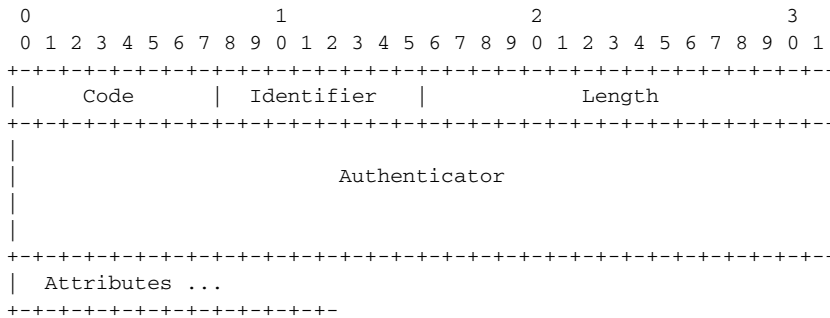 0                   1                   2                   3
 0 1 2 3 4 5 6 7 8 9 0 1 2 3 4 5 6 7 8 9 0 1 2 3 4 5 6 7 8 9 0 1
+-+-+-+-+-+-+-+-+-+-+-+-+-+-+-+-+-+-+-+-+-+-+-+-+-+-+-+-+-+-+-+--
|     Code      |  Identifier   |            Length
+-+-+-+-+-+-+-+-+-+-+-+-+-+-+-+-+-+-+-+-+-+-+-+-+-+-+-+-+-+-+-+--
|
|                         Authenticator
|
|
+-+-+-+-+-+-+-+-+-+-+-+-+-+-+-+-+-+-+-+-+-+-+-+-+-+-+-+-+-+-+-+--
|  Attributes ...
+-+-+-+-+-+-+-+-+-+-+-+-+-